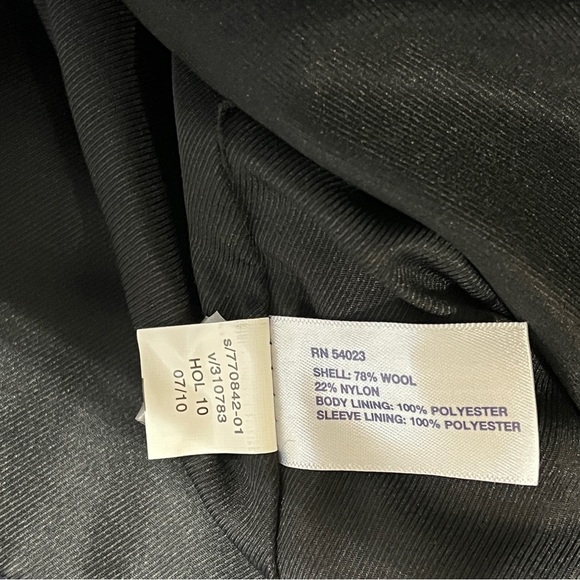 s/770842-01
v/310783
HOL 10
07/10
RN 54023
SHELL: 78% WOOL
22% NYLON
BODY LINING: 100% POLYESTER
SLEEVE LINING: 100% POLYESTER